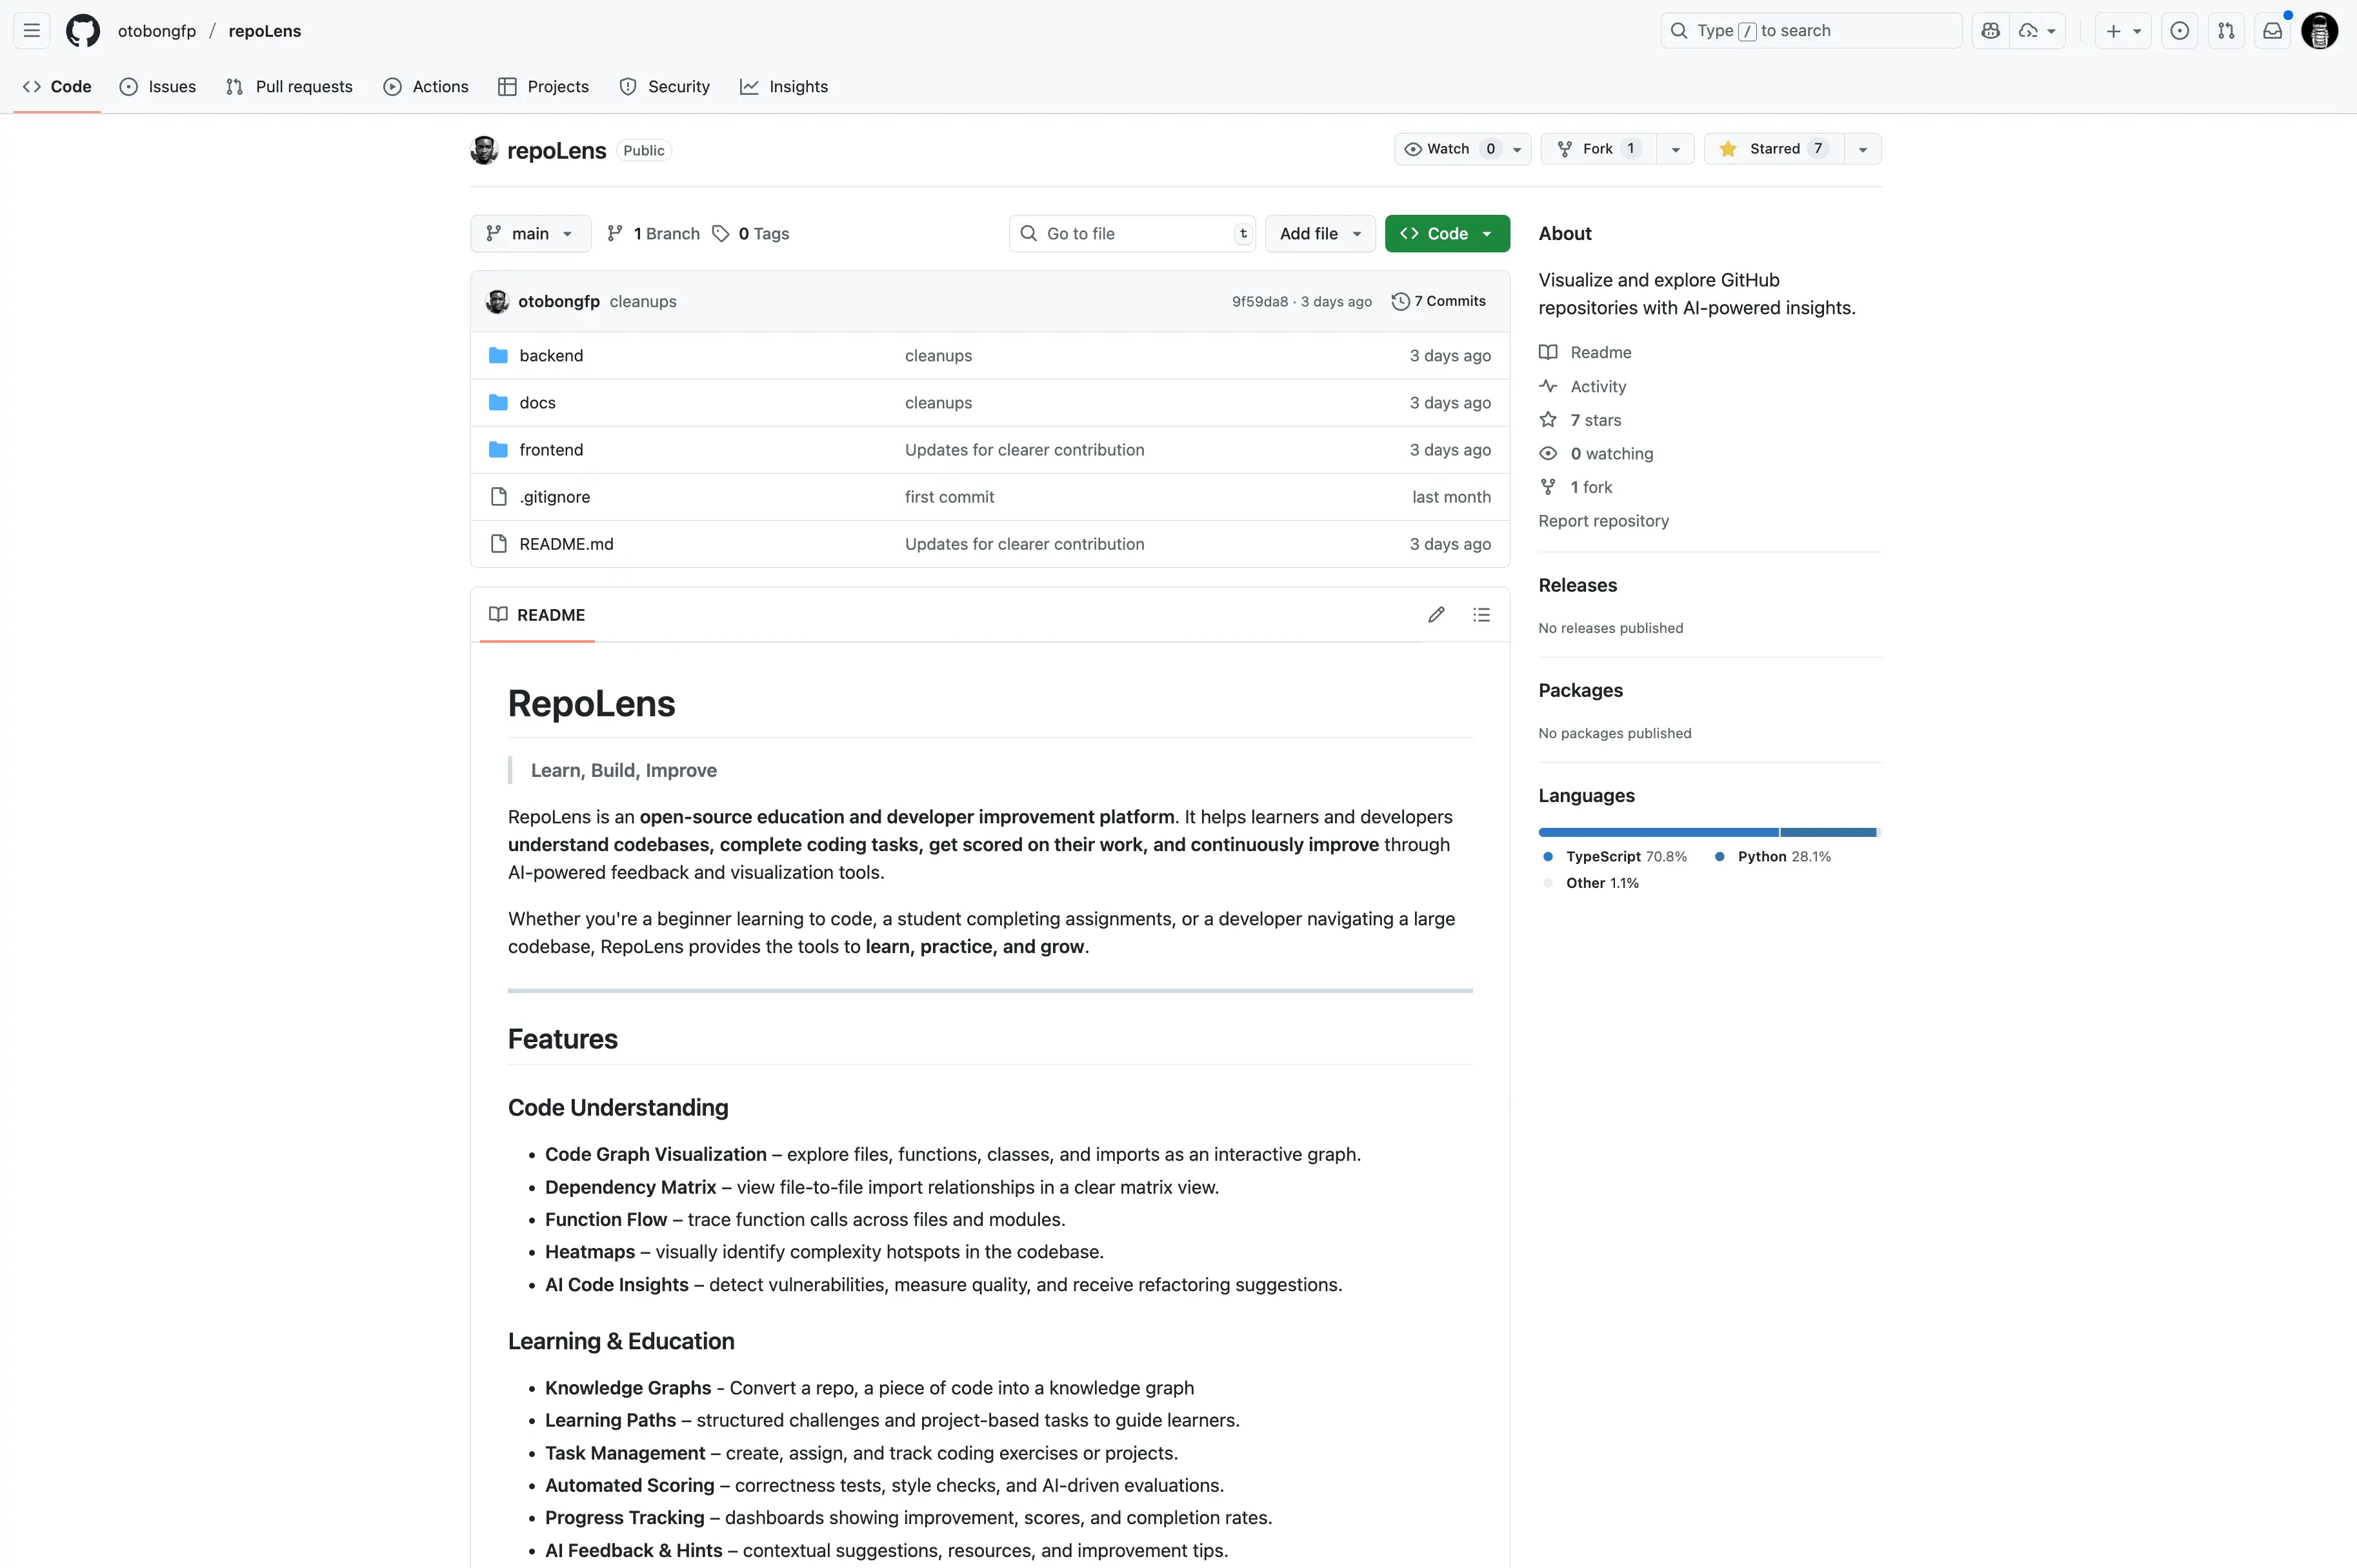 otobongfp / repoLens
Type / to search
Code Issues Pull requests Actions Projects Security Insights
repoLens Public
Watch 0 Fork 1 Starred 7
main 1 Branch 0 Tags Go to file t Add file Code
otobongfp cleanups 9f59da8 · 3 days ago 7 Commits
backend cleanups 3 days ago
docs cleanups 3 days ago
frontend Updates for clearer contribution 3 days ago
.gitignore first commit last month
README.md Updates for clearer contribution 3 days ago
README
RepoLens
Learn, Build, Improve
RepoLens is an open-source education and developer improvement platform. It helps learners and developers
understand codebases, complete coding tasks, get scored on their work, and continuously improve through
AI-powered feedback and visualization tools.
Whether you're a beginner learning to code, a student completing assignments, or a developer navigating a large
codebase, RepoLens provides the tools to learn, practice, and grow.
Features
Code Understanding
• Code Graph Visualization – explore files, functions, classes, and imports as an interactive graph.
• Dependency Matrix – view file-to-file import relationships in a clear matrix view.
• Function Flow – trace function calls across files and modules.
• Heatmaps – visually identify complexity hotspots in the codebase.
• AI Code Insights – detect vulnerabilities, measure quality, and receive refactoring suggestions.
Learning & Education
• Knowledge Graphs - Convert a repo, a piece of code into a knowledge graph
• Learning Paths – structured challenges and project-based tasks to guide learners.
• Task Management – create, assign, and track coding exercises or projects.
• Automated Scoring – correctness tests, style checks, and AI-driven evaluations.
• Progress Tracking – dashboards showing improvement, scores, and completion rates.
• AI Feedback & Hints – contextual suggestions, resources, and improvement tips.
About
Visualize and explore GitHub
repositories with AI-powered insights.
Readme
Activity
7 stars
0 watching
1 fork
Report repository
Releases
No releases published
Packages
No packages published
Languages
TypeScript 70.8% Python 28.1%
Other 1.1%